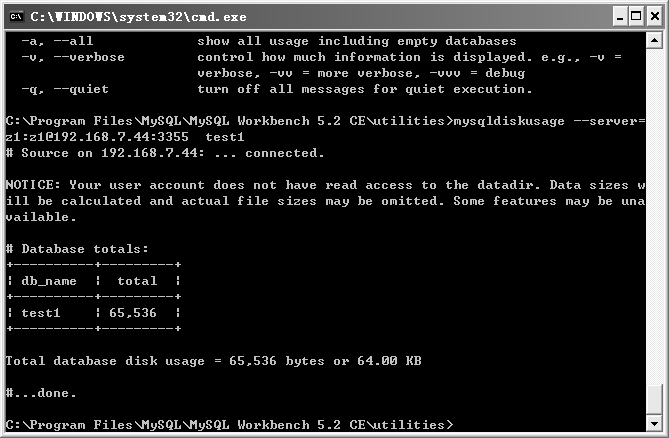 C:\WINDOWS\system32\cmd.exe
-a, --all             show all usage including empty databases
-v, --verbose         control how much information is displayed. e.g., -v =
verbose, -vv = more verbose, -vvv = debug
-q, --quiet           turn off all messages for quiet execution.
C:\Program Files\MySQL\MySQL Workbench 5.2 CE\utilities>mysqldiskusage --server=
z1:z1@192.168.7.44:3355  test1
# Source on 192.168.7.44: ... connected.
NOTICE: Your user account does not have read access to the datadir. Data sizes w
ill be calculated and actual file sizes may be omitted. Some features may be una
vailable.
# Database totals:
+----------+---------+
| db_name  |  total  |
+----------+---------+
| test1    | 65,536  |
+----------+---------+
Total database disk usage = 65,536 bytes or 64.00 KB
#...done.
C:\Program Files\MySQL\MySQL Workbench 5.2 CE\utilities>